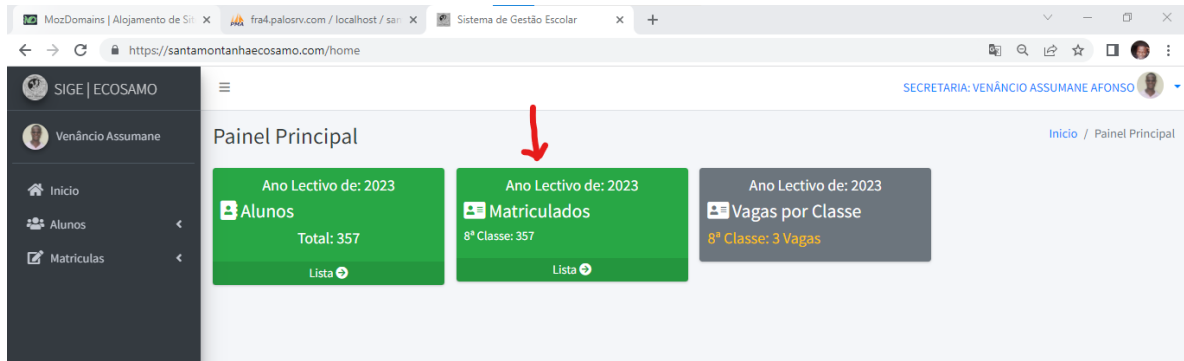 MozDomains | Alojamento de Sit
fra4.palosrv.com / localhost / san
Sistema de Gestão Escolar
https://santamontanhaecosamo.com/home
SIGE | ECOSAMO
SECRETARIA: VENÂNCIO ASSUMANE AFONSO
Venâncio Assumane
Painel Principal
Inicio / Painel Principal
Inicio
Alunos
Matriculas
Ano Lectivo de: 2023
Alunos
Total: 357
Lista
Ano Lectivo de: 2023
Matriculados
8ª Classe: 357
Lista
Ano Lectivo de: 2023
Vagas por Classe
8ª Classe: 3 Vagas